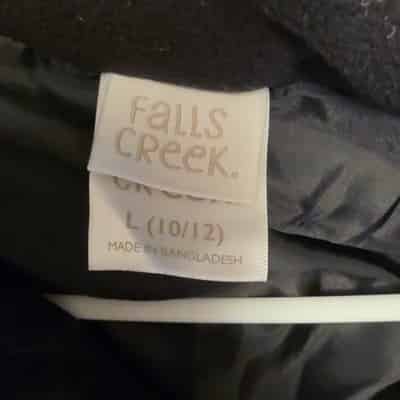 Falls
Creek.
L (10/12)
MADE IN BANGLADESH